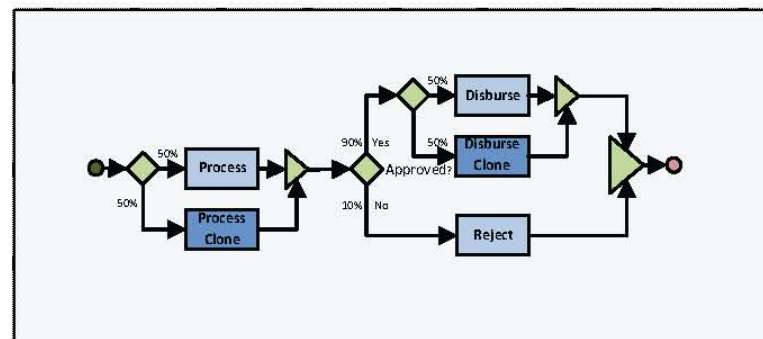 50%
Process
50%
Process
Clone
90%
Yes
Approved?
10%
No
50%
Disburse
50%
Disburse
Clone
Reject